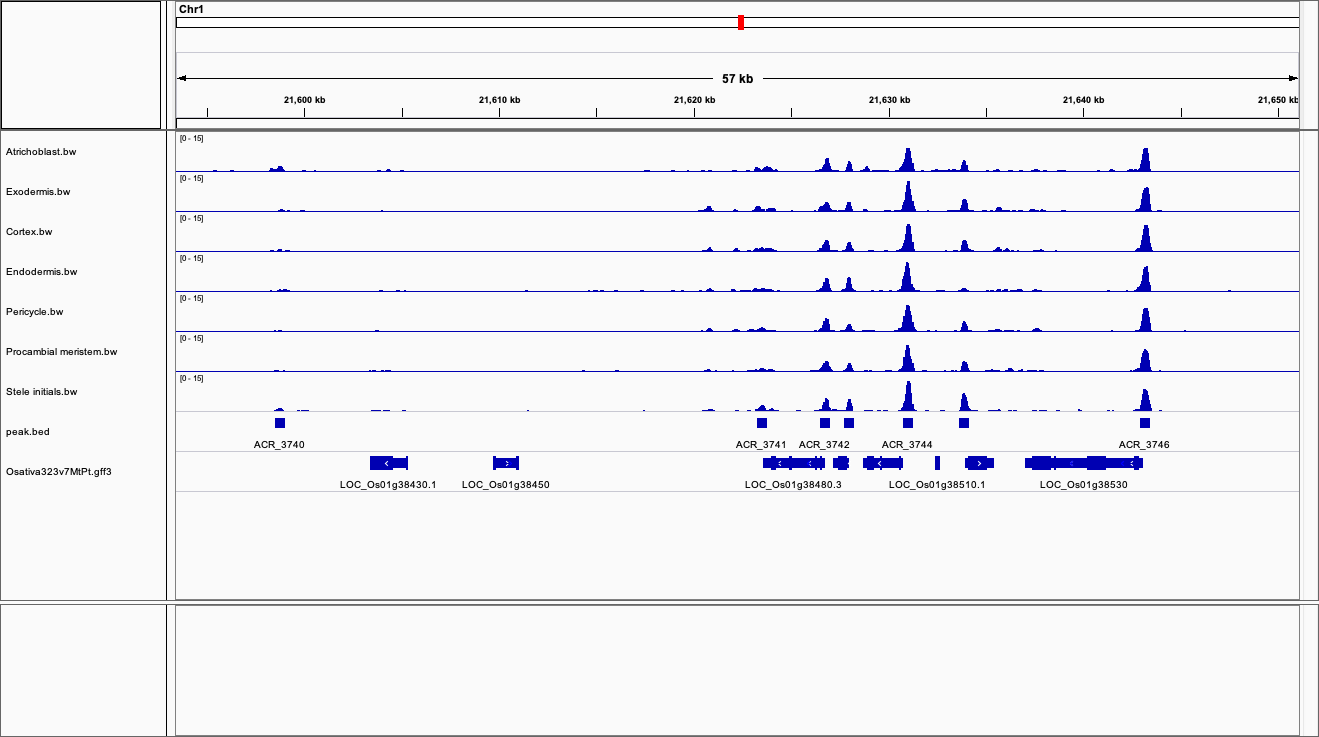 Chr1
57 kb
21,600 kb 21,610 kb 21,620 kb 21,630 kb 21,640 kb 21,650 kb
[0 - 15]
Atrichoblast.bw
[0 - 15]
Exodermis.bw
[0 - 15]
Cortex.bw
[0 - 15]
Endodermis.bw
[0 - 15]
Pericycle.bw
[0 - 15]
Procambial meristem.bw
[0 - 15]
Stele initials.bw
peak.bed
ACR_3740 ACR_3741 ACR_3742 ACR_3744 ACR_3746
Osativa323v7MtPt.gff3
LOC_Os01g38430.1 LOC_Os01g38450 LOC_Os01g38480.3 LOC_Os01g38510.1 LOC_Os01g38530